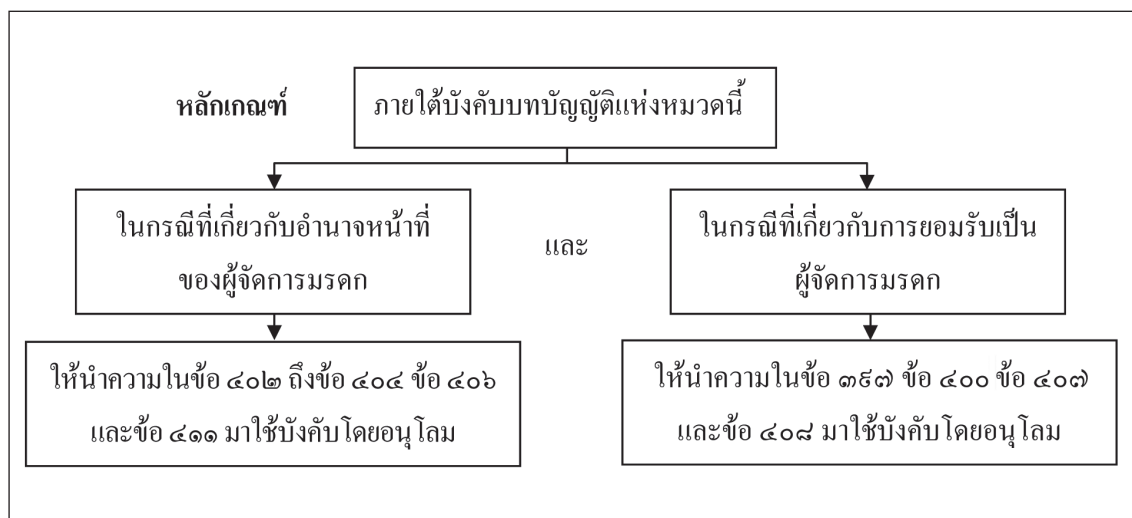 หลักเกณฑ์
ภายใต้บังคับบทบัญญัติแห่งหมวดนี้
ในกรณีที่เกี่ยวกับอำนาจหน้าที่
ของผู้จัดการมรดก
และ
ในกรณีที่เกี่ยวกับการยอมรับเป็น
ผู้จัดการมรดก
ให้นำความในข้อ ๔๐๒ ถึงข้อ ๔๐๔ ข้อ ๔๐๖
และข้อ ๔๑๑ มาใช้บังคับโดยอนุโลม
ให้นำความในข้อ ๓๙๗ ข้อ ๔๐๐ ข้อ ๔๐๗
และข้อ ๔๐๘ มาใช้บังคับโดยอนุโลม